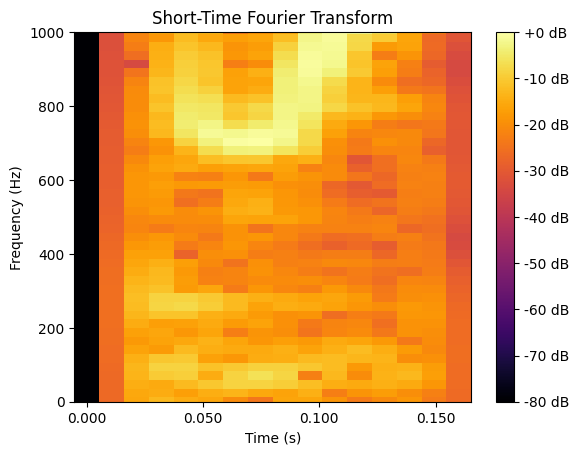 Short-Time Fourier Transform
1000
800
600
400
200
0
Frequency (Hz)
0.000
0.050
0.100
0.150
Time (s)
+0 dB
-10 dB
-20 dB
-30 dB
-40 dB
-50 dB
-60 dB
-70 dB
-80 dB